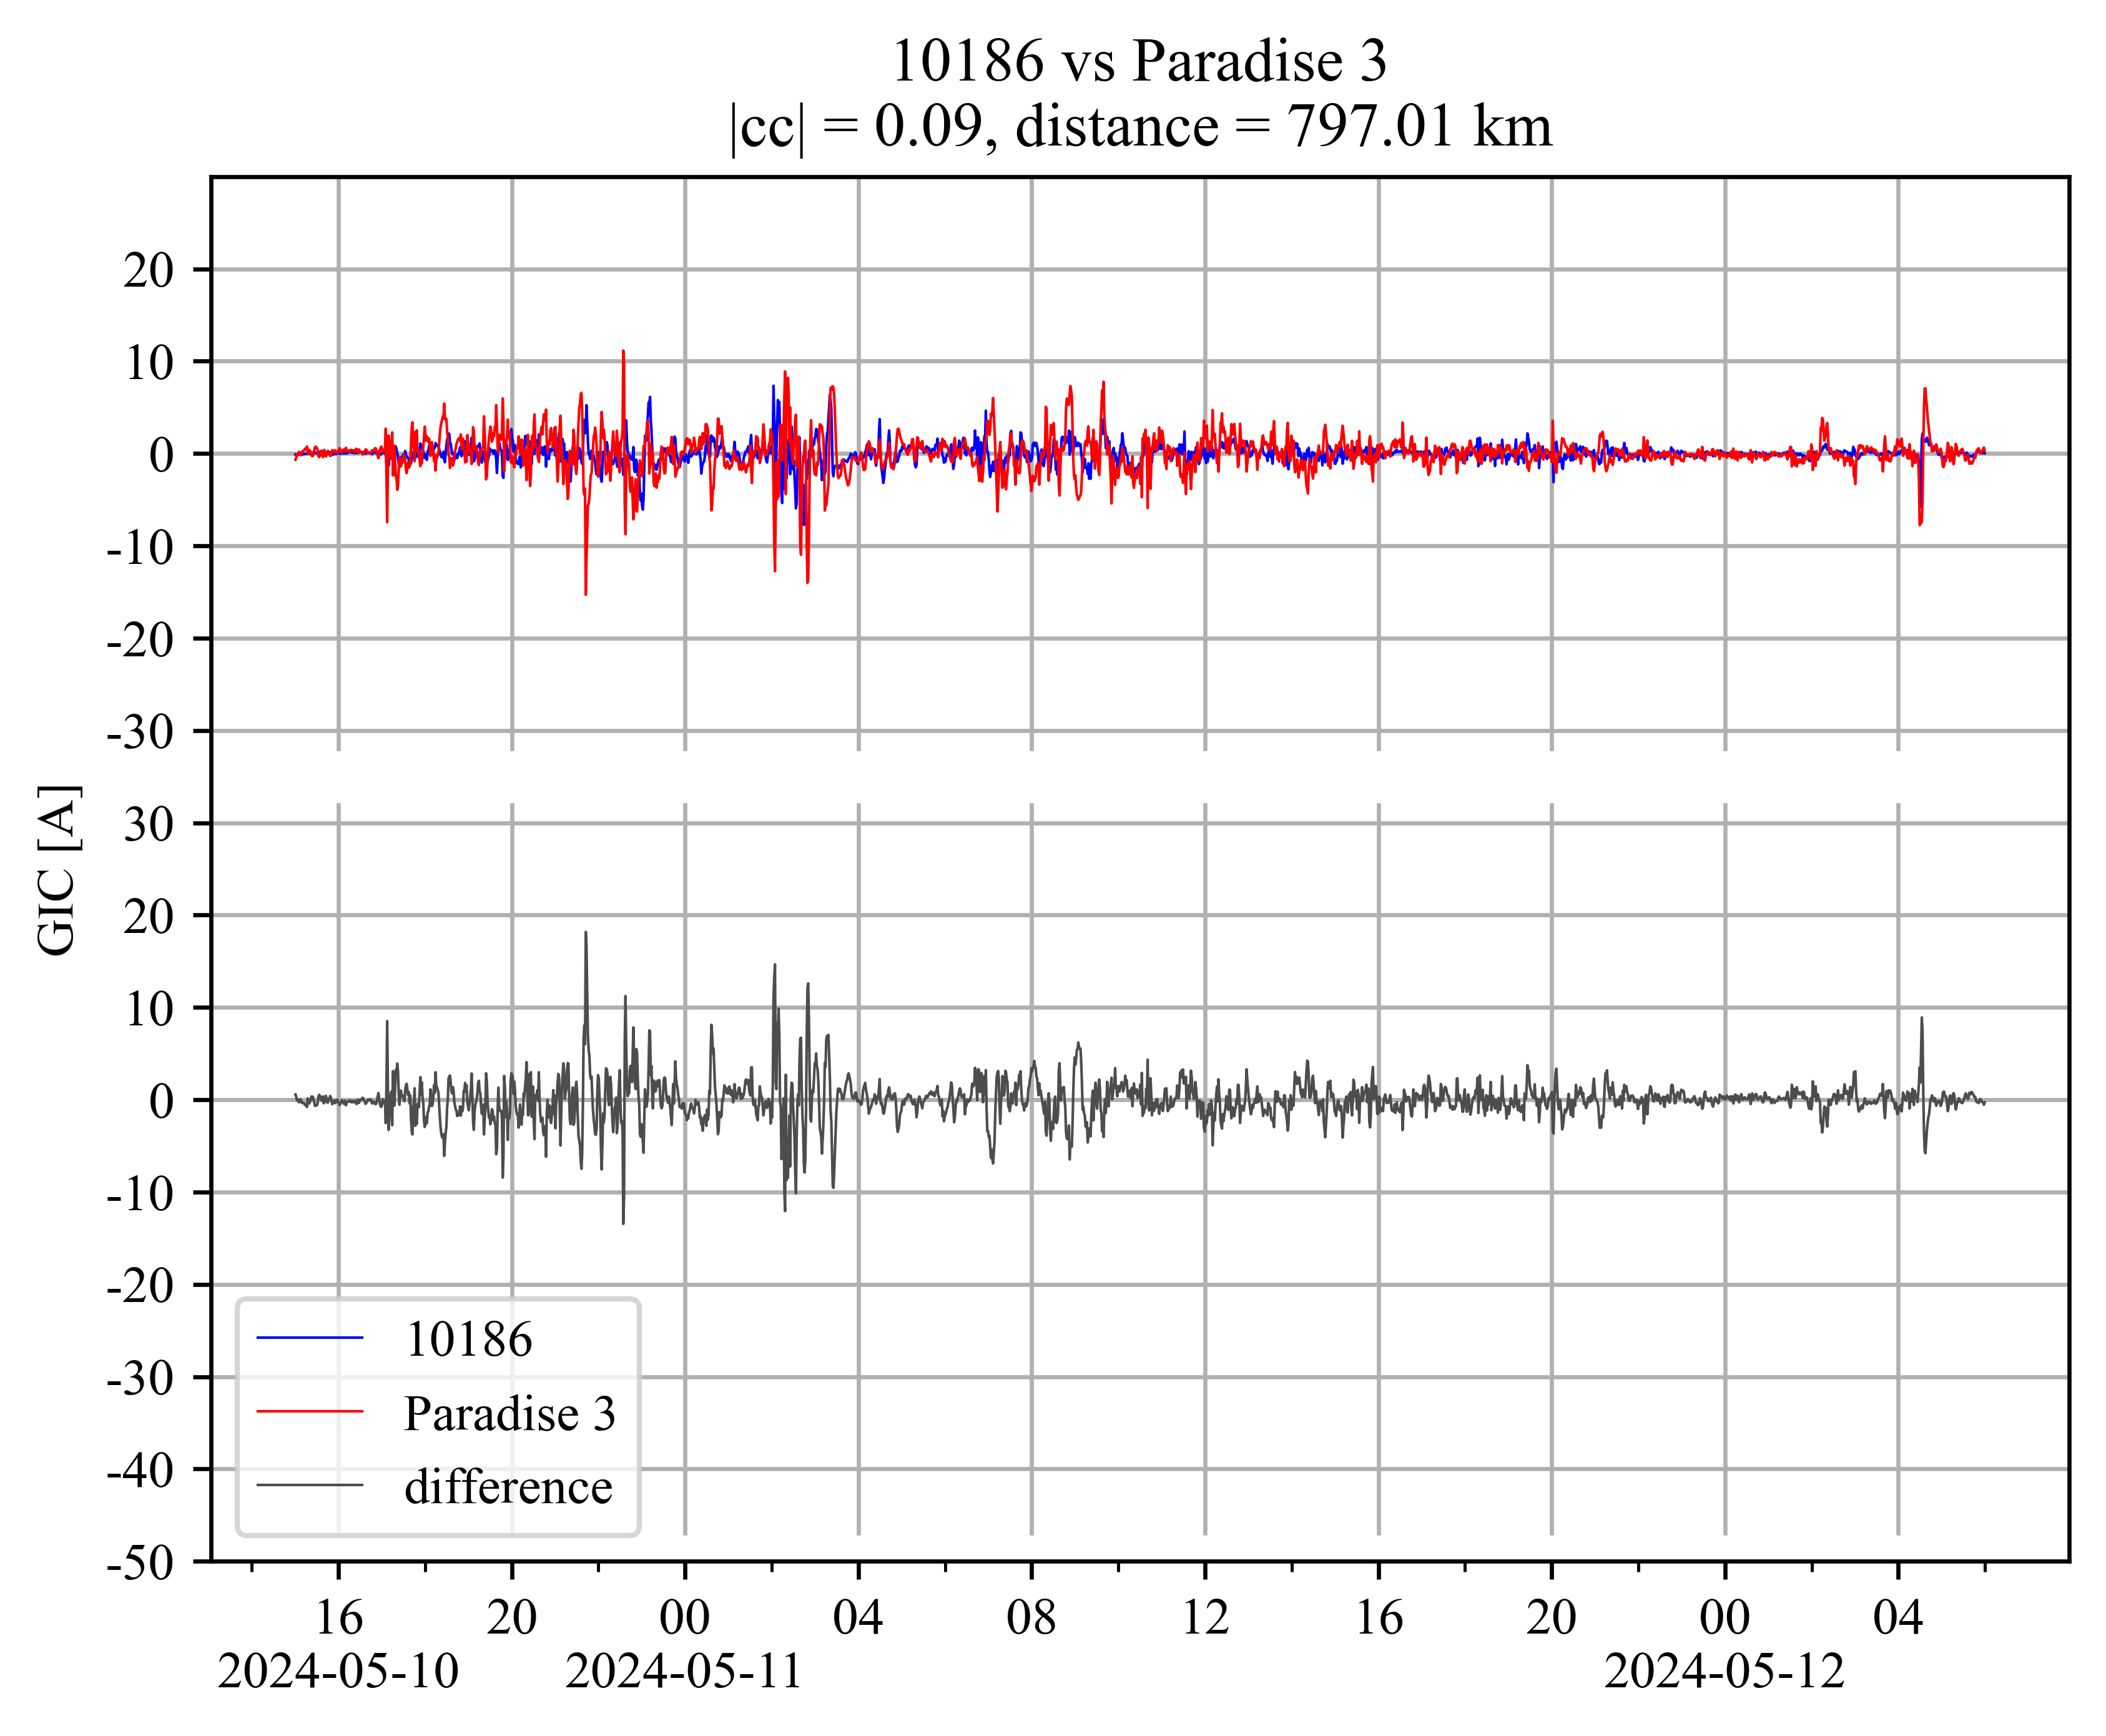 10186 vs Paradise 3
|cc| = 0.09, distance = 797.01 km
GIC [A]
20
10
0
-10
-20
-30
30
20
10
0
-10
-20
-30
-40
-50
10186
Paradise 3
difference
16 20 00 04 08 12 16 20 00 04
2024-05-10 2024-05-11 2024-05-12